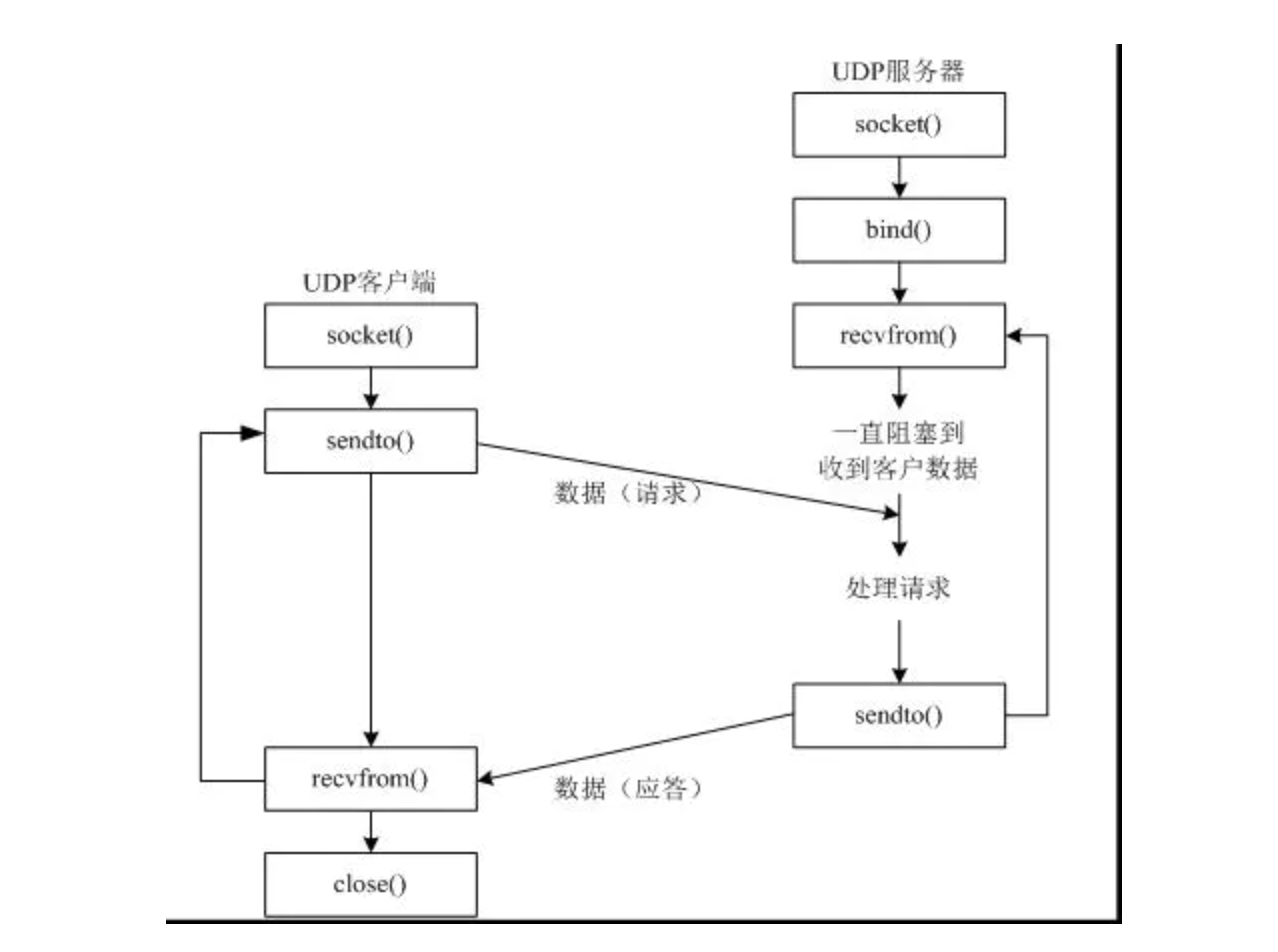 UDP服务器
socket()
bind()
recvfrom()
一直阻塞到
收到客户数据
处理请求
sendto()
UDP客户端
socket()
sendto()
数据（请求）
recvfrom()
数据（应答）
close()